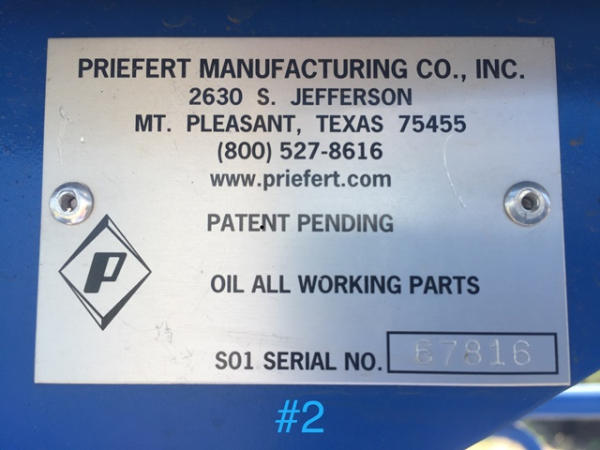 PRIEFERT MANUFACTURING CO., INC.
2630 S. JEFFERSON
MT. PLEASANT, TEXAS 75455
(800) 527-8616
www.priefert.com
PATENT PENDING
P
OIL ALL WORKING PARTS
S01 SERIAL NO. 67816
#2